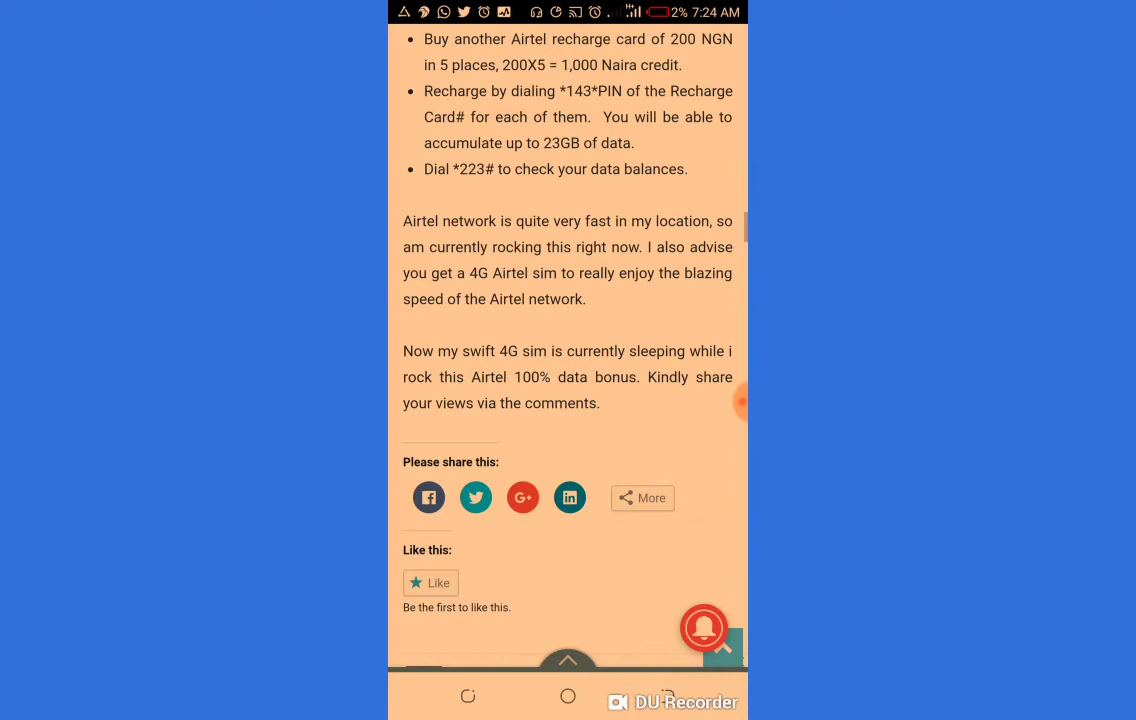 2% 7:24 AM
Buy another Airtel recharge card of 200 NGN
in 5 places, 200X5 = 1,000 Naira credit.
Recharge by dialing *143*PIN of the Recharge
Card# for each of them. You will be able to
accumulate up to 23GB of data.
Dial *223# to check your data balances.
Airtel network is quite very fast in my location, so
am currently rocking this right now. I also advise
you get a 4G Airtel sim to really enjoy the blazing
speed of the Airtel network.
Now my swift 4G sim is currently sleeping while i
rock this Airtel 100% data bonus. Kindly share
your views via the comments.
Please share this:
G+ in More
Like this:
Like
Be the first to like this.
DU Recorder